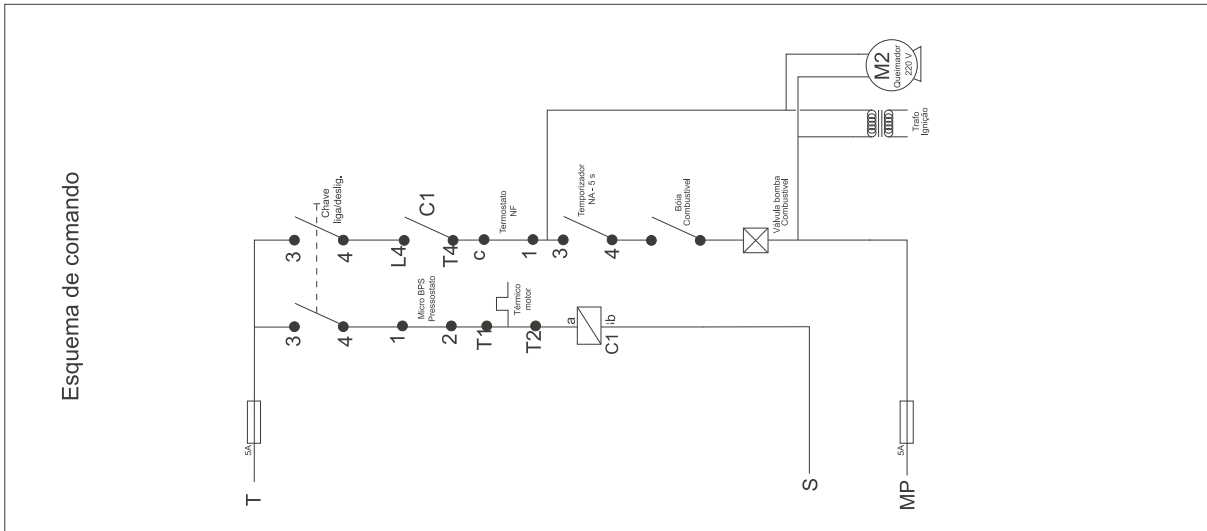 Esquema de comando
T
5A
3
4
1
Micro BPS
Pressostato
2
T1
Térmico
motor
T2
a
b
C1
S
MP
5A
3
Chave
liga/deslig.
4
L4
C1
T4
c
Termostato
NF
1
3
Temporizador
NA - 5 s
4
Bóia
Combustível
Válvula bomba
Combustível
M2
Queimador
220 V
Trafo
Ignição